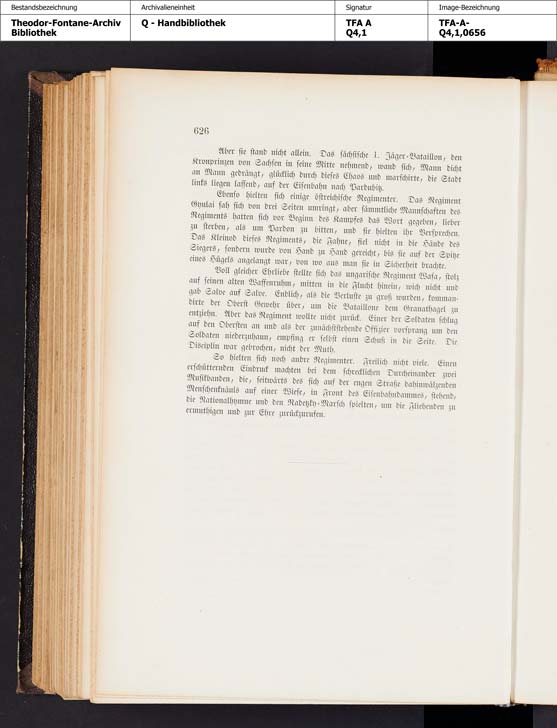 Bestandsbezeichnung
Archivalieneinheit
Signatur
Image-Bezeichnung
Theodor-Fontane-Archiv
Bibliothek
Q - Handbibliothek
TFA A
Q4,1
TFA-A-
Q4,1,0656
626
Aber sie stand nicht allein. Das sächsische 1. Jäger-Bataillon, den
Kronprinzen von Sachsen in seine Mitte nehmend, wand sich, Mann dicht
an Mann gedrängt, glücklich durch dieses Chaos und marschirte, die Stadt
links liegen lassend, auf der Eisenbahn nach Pardubitz.
Ebenso hielten sich einige östreichische Regimenter. Das Regiment
Gyulai sah sich von drei Seiten umringt, aber sämmtliche Mannschaften des
Regiments hatten sich vor Beginn des Kampfes das Wort gegeben, lieber
zu sterben, als um Pardon zu bitten, und sie hielten ihr Versprechen.
Das Kleinod dieses Regiments, die Fahne, fiel nicht in die Hände des
Siegers, sondern wurde von Hand zu Hand gereicht, bis sie auf der Spitze
eines Hügels angelangt war, von wo aus man sie in Sicherheit brachte.
Voll gleicher Ehrliebe stellte sich das ungarische Regiment Wasa, stolz
auf seinen alten Waffenruhm, mitten in die Flucht hinein, wich nicht und
gab Salve auf Salve. Endlich, als die Verluste zu groß wurden, komman-
dirte der Oberst Gewehr über, um die Bataillone dem Granathagel zu
entziehn. Aber das Regiment wollte nicht zurück. Einer der Soldaten schlug
auf den Obersten an und als der zunächststehende Offizier vorsprang um den
Soldaten niederzuhaun, empfing er selbst einen Schuß in die Seite. Die
Disciplin war gebrochen, nicht der Muth.
So hielten sich noch andre Regimenter. Freilich nicht viele. Einen
erschütternden Eindruck machten bei dem schrecklichen Durcheinander zwei
Musikbanden, die, seitwärts des sich auf der engen Straße dahinwälzenden
Menschenknäuls auf einer Wiese, in Front des Eisenbahndammes, stehend,
die Nationalhymne und den Radetzky-Marsch spielten, um die Fliehenden zu
ermuthigen und zur Ehre zurückzurufen.